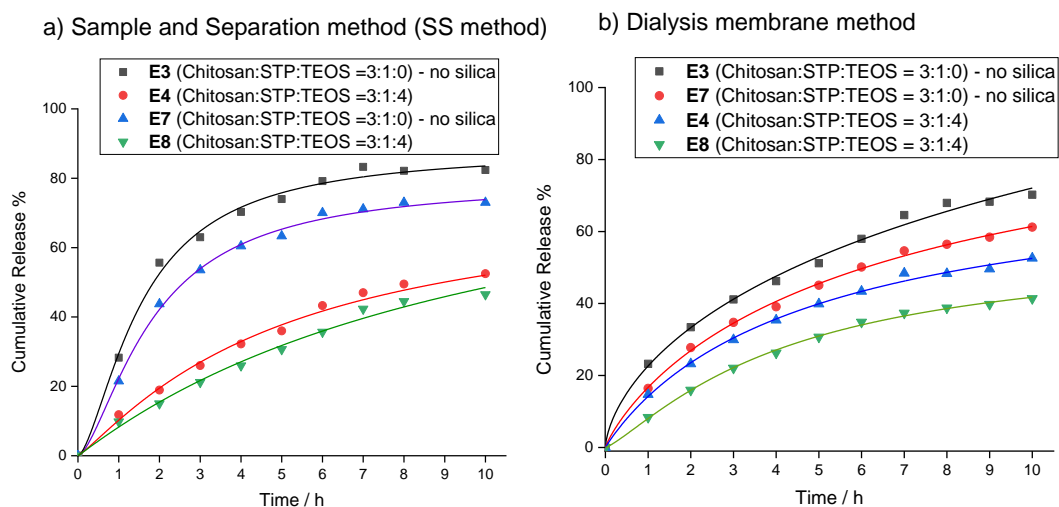 a) Sample and Separation method (SS method)
E3 (Chitosan:STP:TEOS =3:1:0) - no silica
E4 (Chitosan:STP:TEOS =3:1:4)
E7 (Chitosan:STP:TEOS =3:1:0) - no silica
E8 (Chitosan:STP:TEOS =3:1:4)
Cumulative Release %
100
80
60
40
20
0
0 1 2 3 4 5 6 7 8 9 10
Time / h
b) Dialysis membrane method
E3 (Chitosan:STP:TEOS = 3:1:0) - no silica
E7 (Chitosan:STP:TEOS = 3:1:0) - no silica
E4 (Chitosan:STP:TEOS = 3:1:4)
E8 (Chitosan:STP:TEOS = 3:1:4)
Cumulative Release %
100
80
60
40
20
0
0 1 2 3 4 5 6 7 8 9 10
Time / h